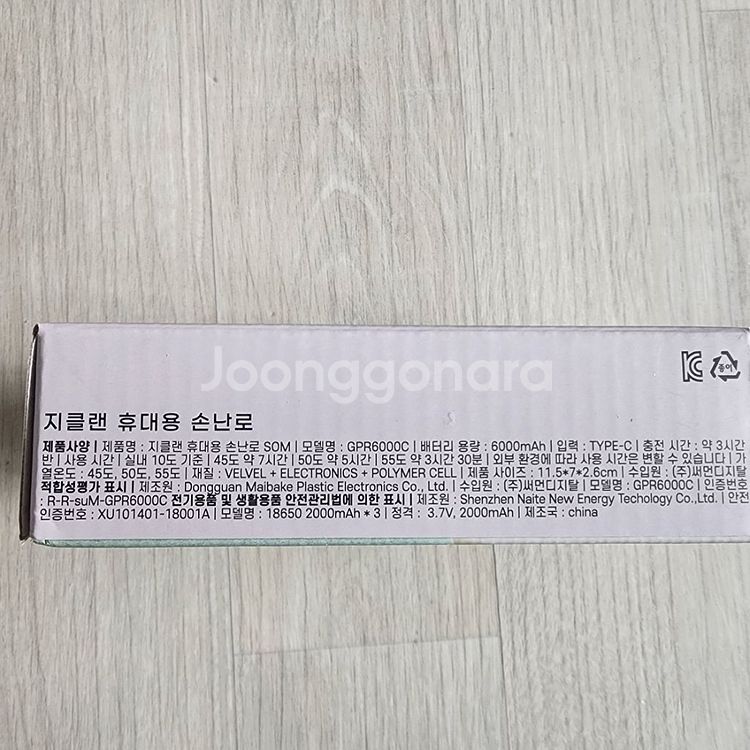 Joonggonara
종이
지클랜 휴대용 손난로
제품사양 | 제품명 : 지클랜 휴대용 손난로 SOM | 모델명 : GPR6000C | 배터리 용량 : 6000mAh | 입력 : TYPE-C | 충전 시간 : 약 3시간
반 | 사용 시간 | 실내 10도 기준 | 45도 약 7시간 | 50도 약 5시간 | 55도 약 3시간 30분 | 외부 환경에 따라 사용 시간은 변할 수 있습니다 | 가
열온도 : 45도, 50도, 55도 | 재질 : VELVEL + ELECTRONICS + POLYMER CELL | 제품 사이즈 : 11.5*7*2.6cm | 수입원 : (주)써먼디지탈
적합성평가 표시 | 제조원 : Dongguan Maibake Plastic Electronics Co., Ltd. | 수입원 : (주)써먼디지탈 | 모델명 : GPR6000C | 인증번호
: R-R-suM-GPR6000C 전기용품 및 생활용품 안전관리법에 의한 표시 | 제조원 : Shenzhen Naite New Energy Techology Co.,Ltd. | 안전
인증번호 : XU101401-18001A | 모델명 : 18650 2000mAh * 3 | 정격 : 3.7V, 2000mAh | 제조국 : china